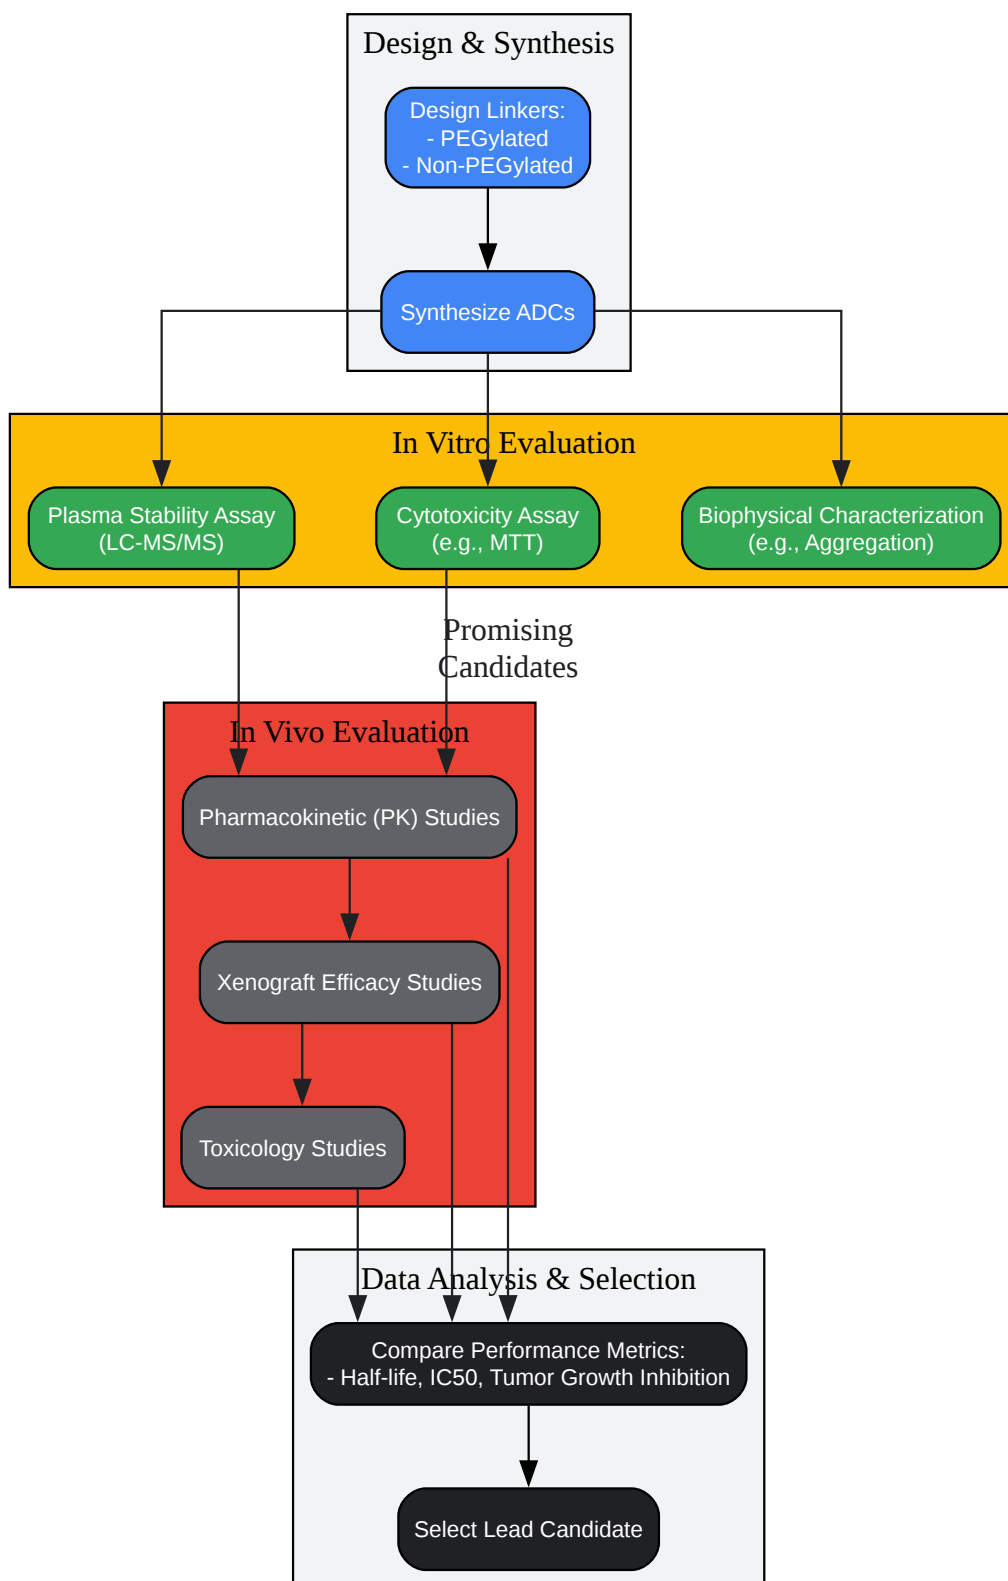 Design & Synthesis
Design Linkers:
- PEGylated
- Non-PEGylated
Synthesize ADCs
In Vitro Evaluation
Plasma Stability Assay
(LC-MS/MS)
Cytotoxicity Assay
(e.g., MTT)
Biophysical Characterization
(e.g., Aggregation)
Promising
Candidates
In Vivo Evaluation
Pharmacokinetic (PK) Studies
Xenograft Efficacy Studies
Toxicology Studies
Data Analysis & Selection
Compare Performance Metrics:
- Half-life, IC50, Tumor Growth Inhibition
Select Lead Candidate